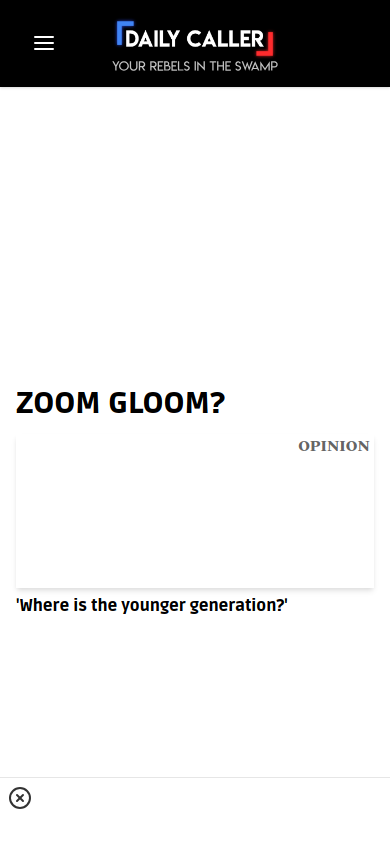 DAILY CALLER
YOUR REBELS IN THE SWAMP
ZOOM GLOOM?
OPINION
'Where is the younger generation?'